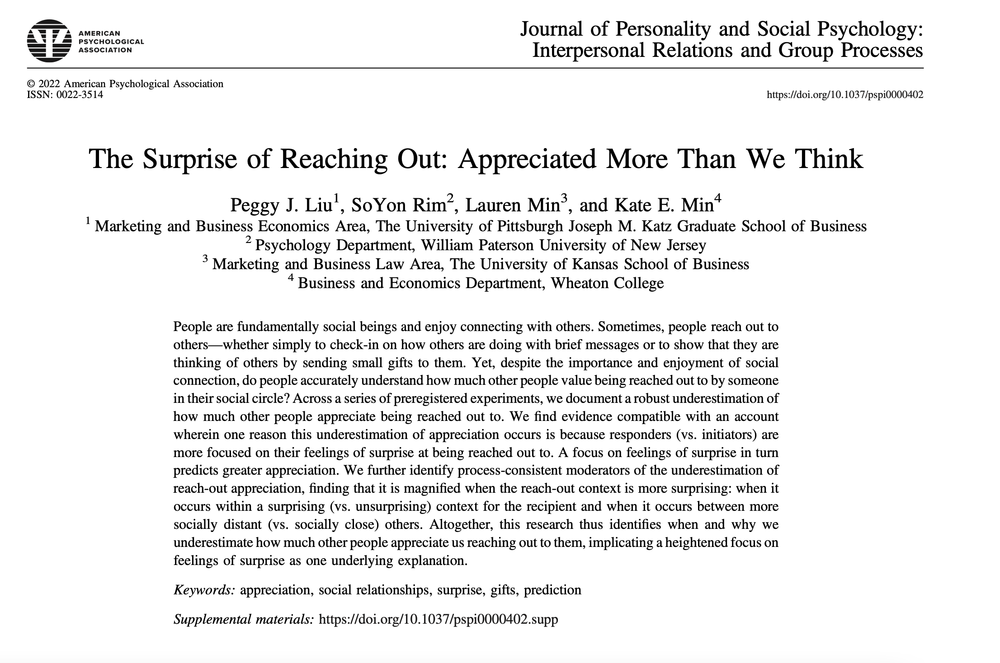 AMERICAN
PSYCHOLOGICAL
ASSOCIATION
Journal of Personality and Social Psychology:
Interpersonal Relations and Group Processes
© 2022 American Psychological Association
ISSN: 0022-3514
https://doi.org/10.1037/pspi0000402
The Surprise of Reaching Out: Appreciated More Than We Think
Peggy J. Liu1, SoYon Rim2, Lauren Min3, and Kate E. Min4
1 Marketing and Business Economics Area, The University of Pittsburgh Joseph M. Katz Graduate School of Business
2 Psychology Department, William Paterson University of New Jersey
3 Marketing and Business Law Area, The University of Kansas School of Business
4 Business and Economics Department, Wheaton College
People are fundamentally social beings and enjoy connecting with others. Sometimes, people reach out to
others—whether simply to check-in on how others are doing with brief messages or to show that they are
thinking of others by sending small gifts to them. Yet, despite the importance and enjoyment of social
connection, do people accurately understand how much other people value being reached out to by someone
in their social circle? Across a series of preregistered experiments, we document a robust underestimation of
how much other people appreciate being reached out to. We find evidence compatible with an account
wherein one reason this underestimation of appreciation occurs is because responders (vs. initiators) are
more focused on their feelings of surprise at being reached out to. A focus on feelings of surprise in turn
predicts greater appreciation. We further identify process-consistent moderators of the underestimation of
reach-out appreciation, finding that it is magnified when the reach-out context is more surprising: when it
occurs within a surprising (vs. unsurprising) context for the recipient and when it occurs between more
socially distant (vs. socially close) others. Altogether, this research thus identifies when and why we
underestimate how much other people appreciate us reaching out to them, implicating a heightened focus on
feelings of surprise as one underlying explanation.
Keywords: appreciation, social relationships, surprise, gifts, prediction
Supplemental materials: https://doi.org/10.1037/pspi0000402.supp